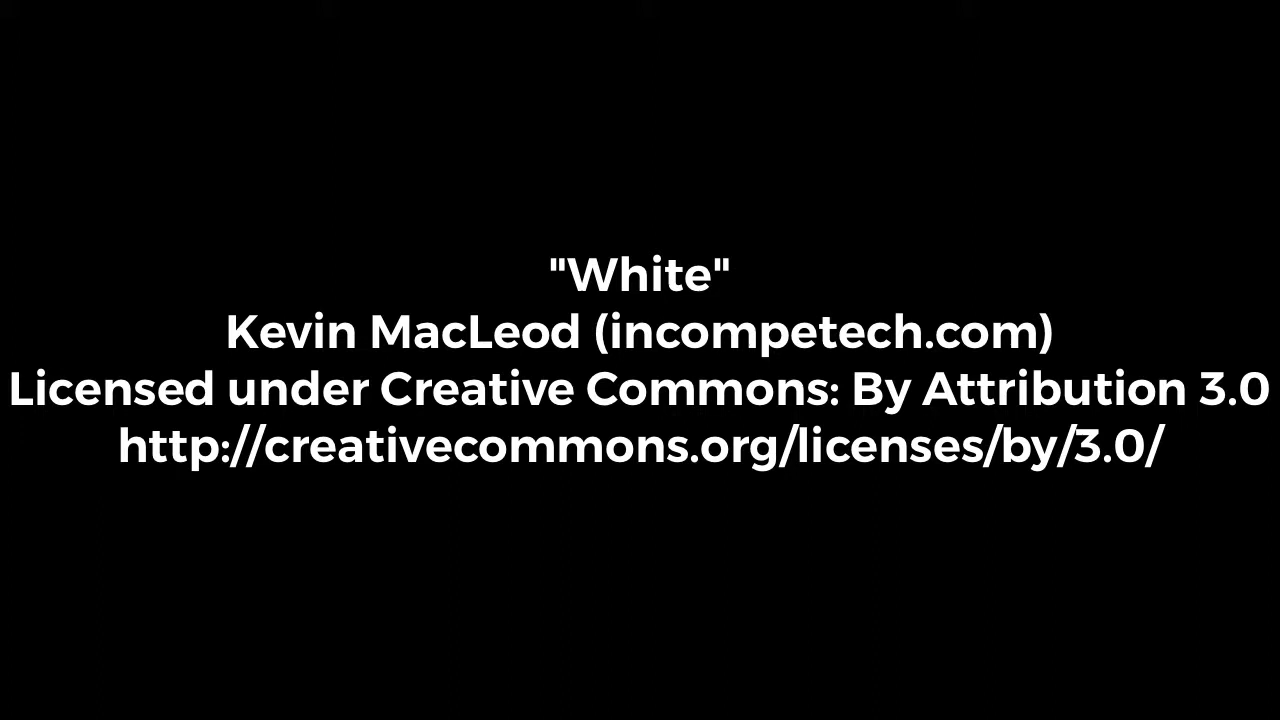 "White"
Kevin MacLeod (incompetech.com)
Licensed under Creative Commons: By Attribution 3.0
http://creativecommons.org/licenses/by/3.0/